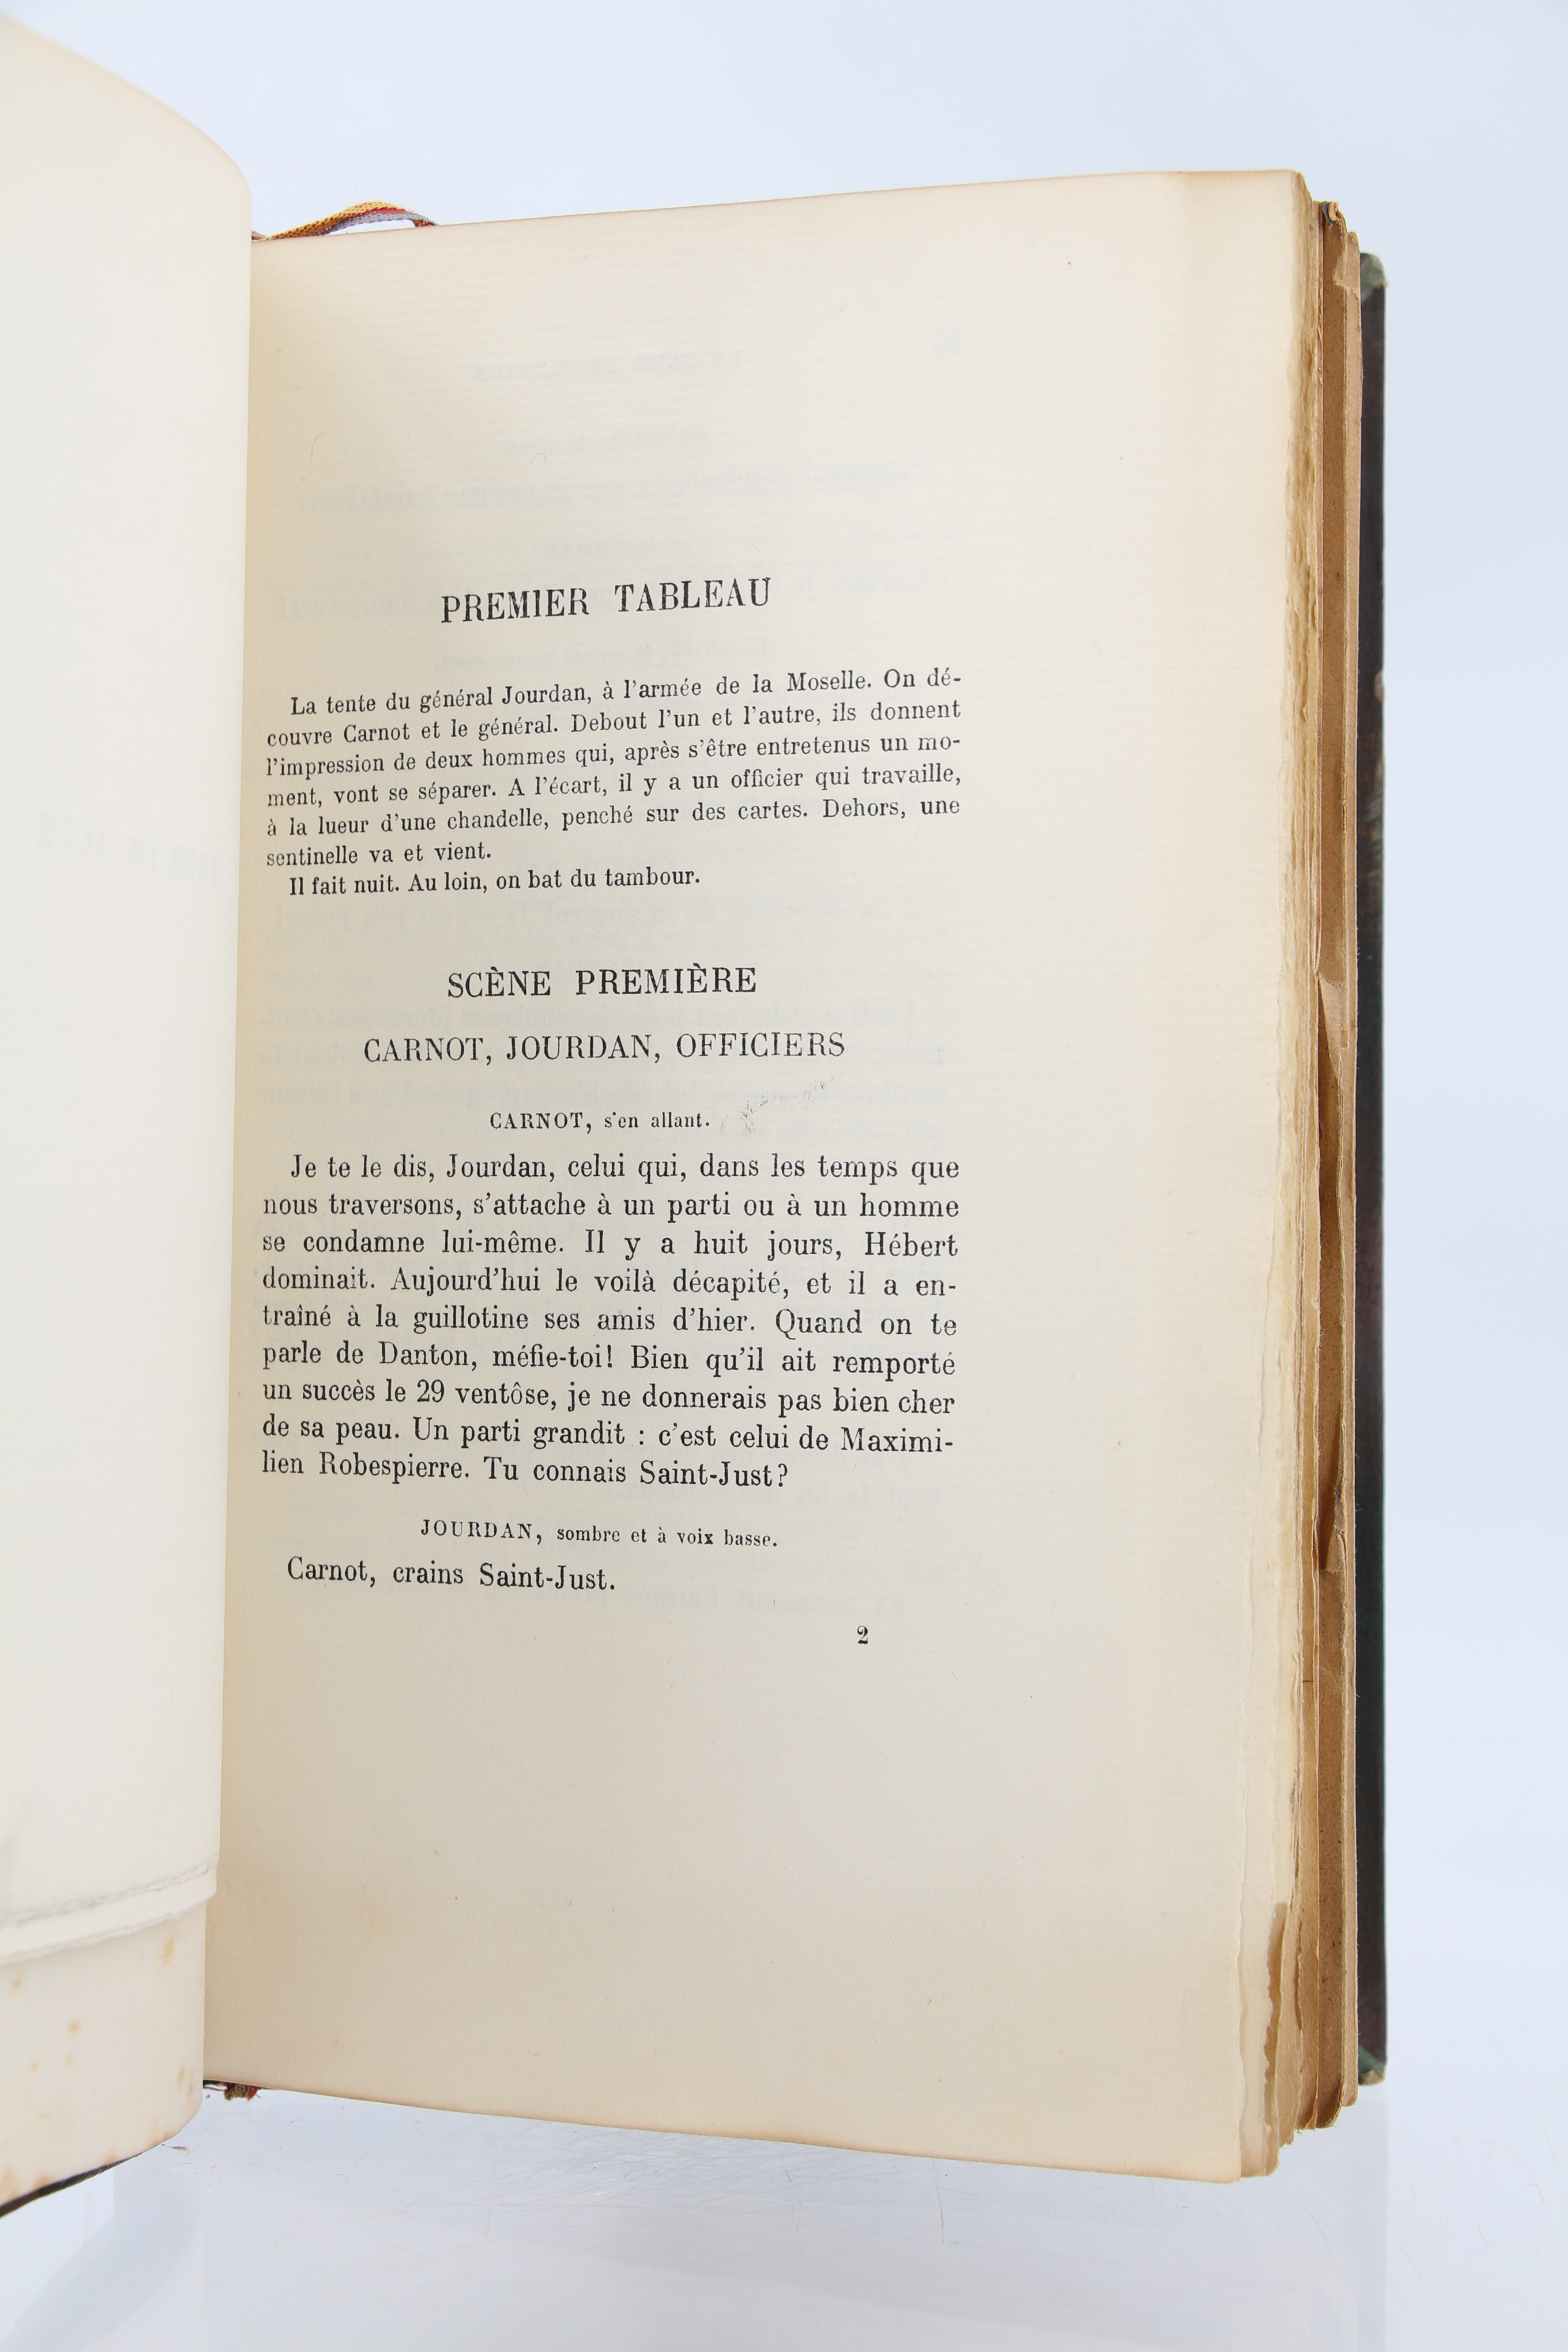 PREMIER TABLEAU
La tente du général Jourdan, à l'armée de la Moselle. On dé-
couvre Carnot et le général. Debout l'un et l'autre, ils donnent
l'impression de deux hommes qui, après s'être entretenus un mo-
ment, vont se séparer. A l'écart, il y a un officier qui travaille,
à la lueur d'une chandelle, penché sur des cartes. Dehors, une
sentinelle va et vient.
Il fait nuit. Au loin, on bat du tambour.
SCÈNE PREMIÈRE
CARNOT, JOURDAN, OFFICIERS
CARNOT, s'en allant.
Je te le dis, Jourdan, celui qui, dans les temps que
nous traversons, s'attache à un parti ou à un homme
se condamne lui-même. Il y a huit jours, Hébert
dominait. Aujourd'hui le voilà décapité, et il a en-
traîné à la guillotine ses amis d'hier. Quand on te
parle de Danton, méfie-toi! Bien qu'il ait remporté
un succès le 29 ventôse, je ne donnerais pas bien cher
de sa peau. Un parti grandit : c'est celui de Maximi-
lien Robespierre. Tu connais Saint-Just?
JOURDAN, sombre et à voix basse.
Carnot, crains Saint-Just.
2